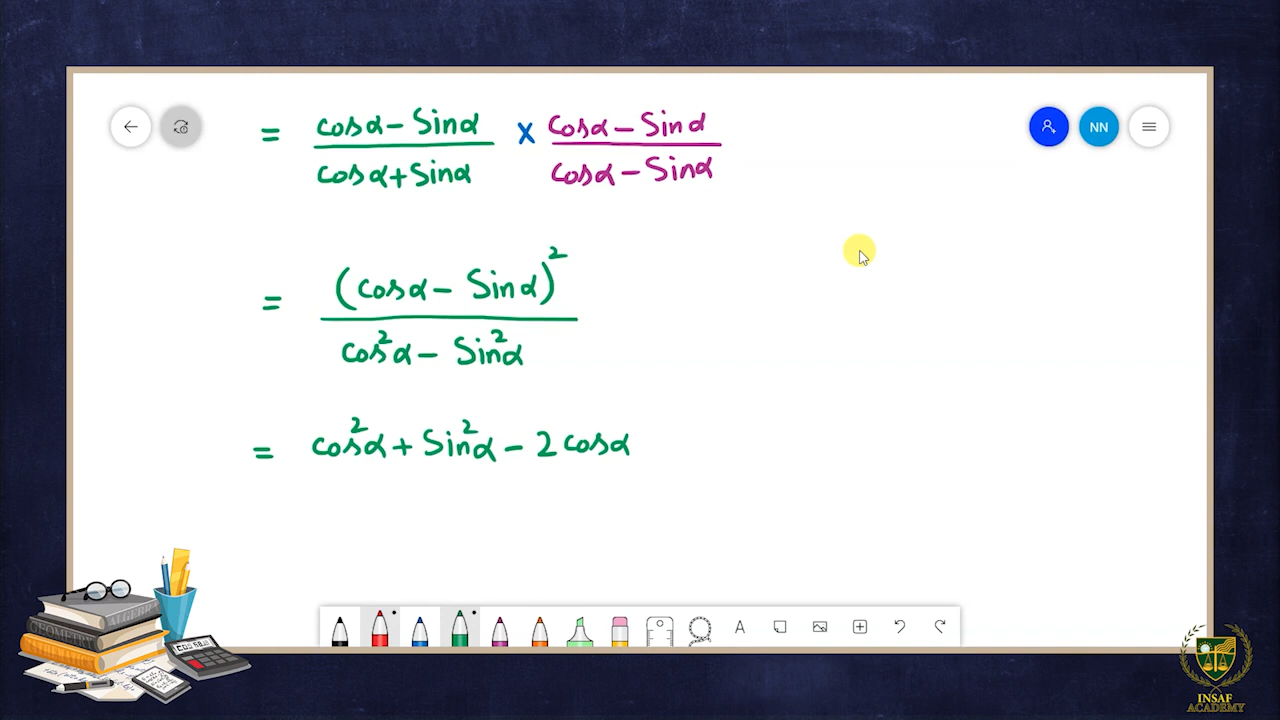 = cosα – Sinα / cosα + Sinα × cosα – Sinα / cosα – Sinα
= (cosα – Sinα)² / cos²α – Sin²α
= cos²α + Sin²α – 2 cosα
NN
A
GEOMETRY
INSAF
ACADEMY